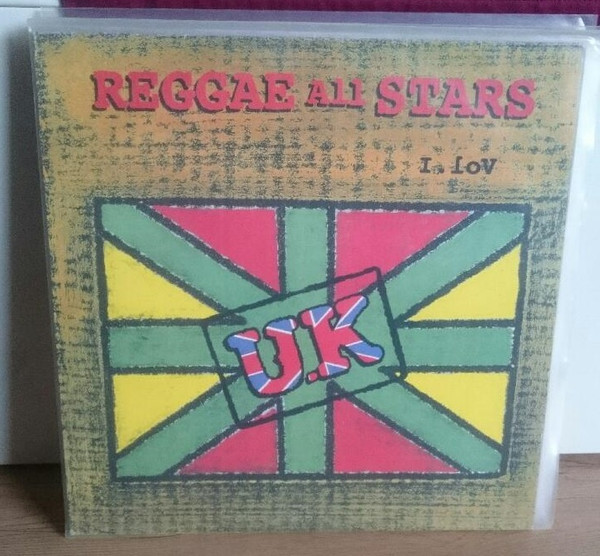 REGGAE All STARS
I. loV
U.K